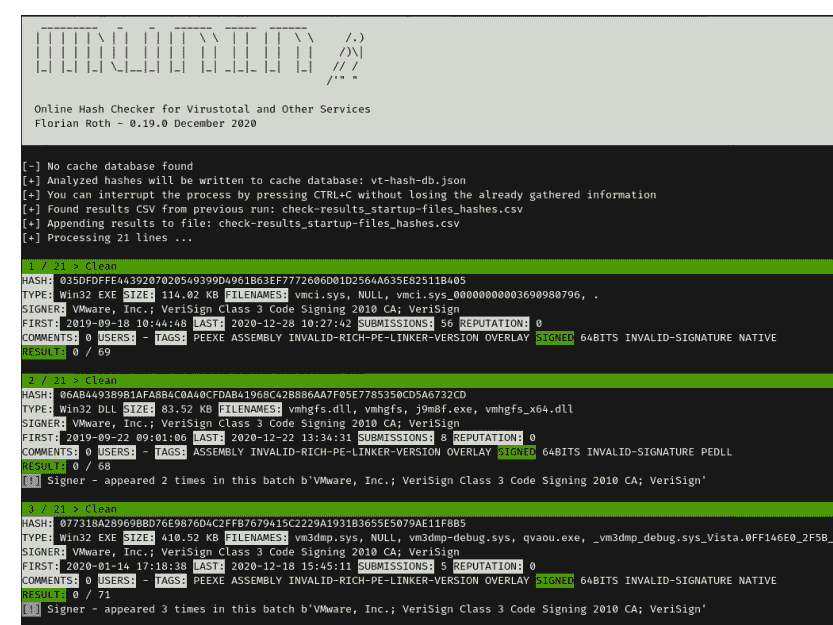 Online Hash Checker for Virustotal and Other Services
Florian Roth - 0.19.0 December 2020
[-] No cache database found
[+] Analyzed hashes will be written to cache database: vt-hash-db.json
[+] You can interrupt the process by pressing CTRL+C without losing the already gathered information
[+] Found results CSV from previous run: check-results_startup-files_hashes.csv
[+] Appending results to file: check-results_startup-files_hashes.csv
[+] Processing 21 lines ...
1 / 21 > Clean
HASH: 035DFDFFE4439207020549399D4961B63EF7772606D01D2564A635E82511B405
TYPE: Win32 EXE SIZE: 114.02 KB FILENAMES: vmci.sys, NULL, vmci.sys_00000000003690980796, .
SIGNER: VMware, Inc.; VeriSign Class 3 Code Signing 2010 CA; VeriSign
FIRST: 2019-09-18 10:44:48 LAST: 2020-12-28 10:27:42 SUBMISSIONS: 56 REPUTATION: 0
COMMENTS: 0 USERS: - TAGS: PEEXE ASSEMBLY INVALID-RICH-PE-LINKER-VERSION OVERLAY SIGNED 64BITS INVALID-SIGNATURE NATIVE
RESULT: 0 / 69
2 / 21 > Clean
HASH: 06AB449389B1AFA8B4C0A40CFDAB41968C42B886AA7F05E7785350CD5A6732CD
TYPE: Win32 DLL SIZE: 83.52 KB FILENAMES: vmhgfs.dll, vmhgfs, j9m8f.exe, vmhgfs_x64.dll
SIGNER: VMware, Inc.; VeriSign Class 3 Code Signing 2010 CA; VeriSign
FIRST: 2019-09-22 09:01:06 LAST: 2020-12-22 13:34:31 SUBMISSIONS: 8 REPUTATION: 0
COMMENTS: 0 USERS: - TAGS: ASSEMBLY INVALID-RICH-PE-LINKER-VERSION OVERLAY SIGNED 64BITS INVALID-SIGNATURE PEDLL
RESULT: 0 / 68
[!] Signer - appeared 2 times in this batch b'VMware, Inc.; VeriSign Class 3 Code Signing 2010 CA; VeriSign'
3 / 21 > Clean
HASH: 077318A28969BBD76E9876D4C2FFB7679415C2229A1931B3655E5079AE11F8B5
TYPE: Win32 EXE SIZE: 410.52 KB FILENAMES: vm3dmp.sys, NULL, vm3dmp-debug.sys, qvaou.exe, _vm3dmp_debug.sys_Vista.0FF146E0_2F5B_
SIGNER: VMware, Inc.; VeriSign Class 3 Code Signing 2010 CA; VeriSign
FIRST: 2020-01-14 17:18:38 LAST: 2020-12-18 15:45:11 SUBMISSIONS: 5 REPUTATION: 0
COMMENTS: 0 USERS: - TAGS: PEEXE ASSEMBLY INVALID-RICH-PE-LINKER-VERSION OVERLAY SIGNED 64BITS INVALID-SIGNATURE NATIVE
RESULT: 0 / 71
[!] Signer - appeared 3 times in this batch b'VMware, Inc.; VeriSign Class 3 Code Signing 2010 CA; VeriSign'